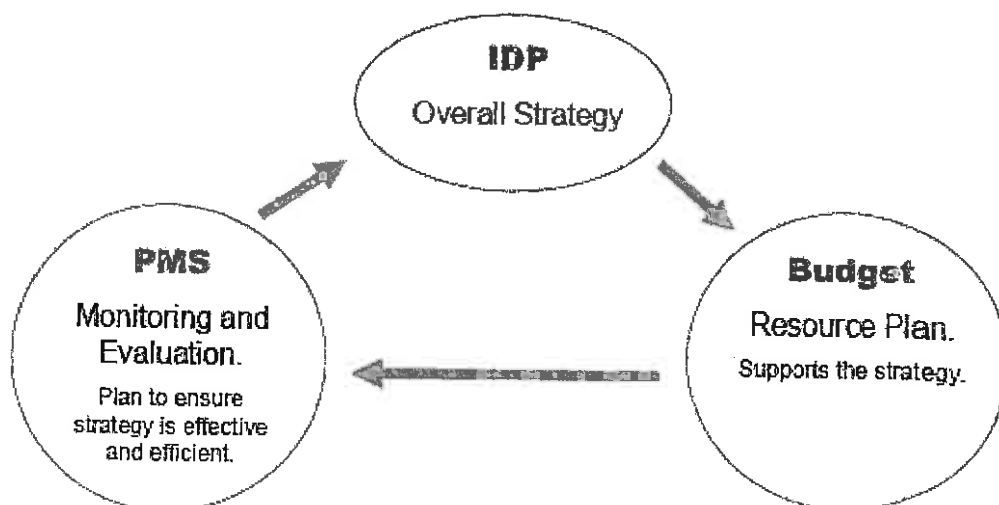 IDP
Overall Strategy
PMS
Monitoring and
Evaluation.
Plan to ensure
strategy is effective
and efficient.
Budget
Resource Plan.
Supports the strategy.